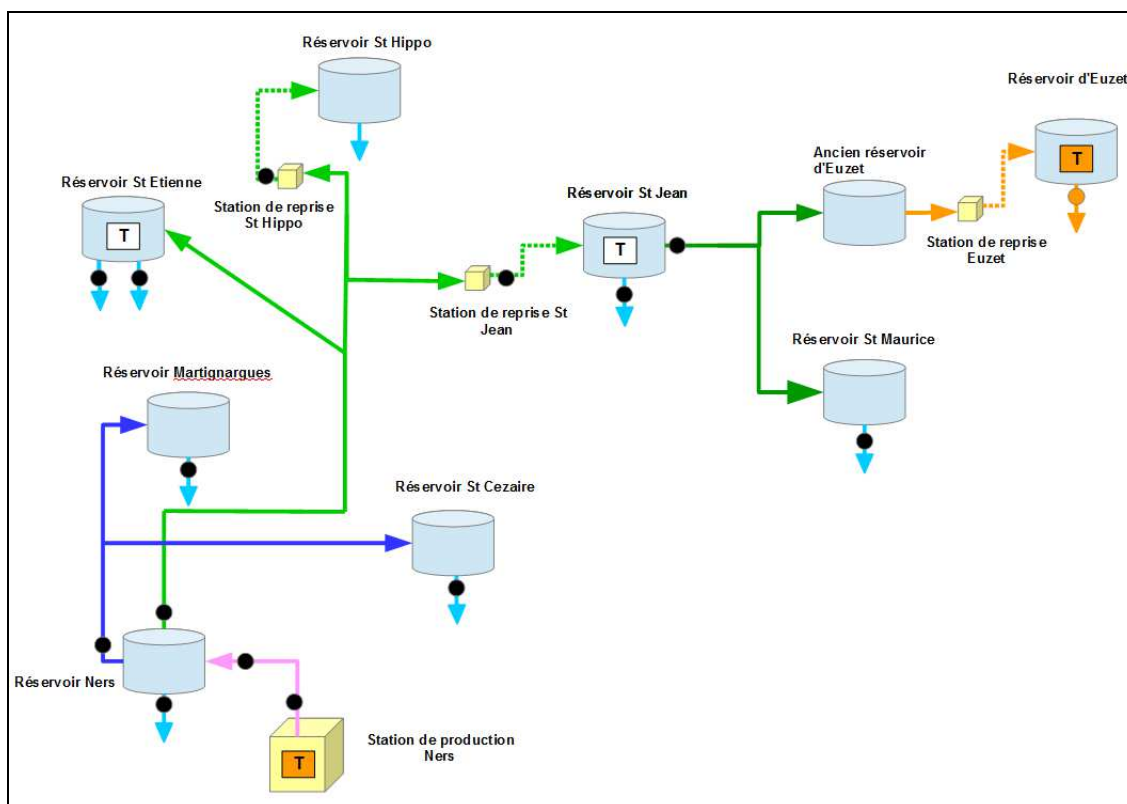 Réservoir St Hippo
Réservoir d'Euzet
T
Ancien réservoir
d'Euzet
Réservoir St Etienne
T
Station de reprise
St Hippo
Réservoir St Jean
T
Station de reprise
Euzet
Station de reprise St
Jean
Réservoir St Maurice
Réservoir Martignargues
Réservoir St Cezaire
Réservoir Ners
Station de production
Ners
T